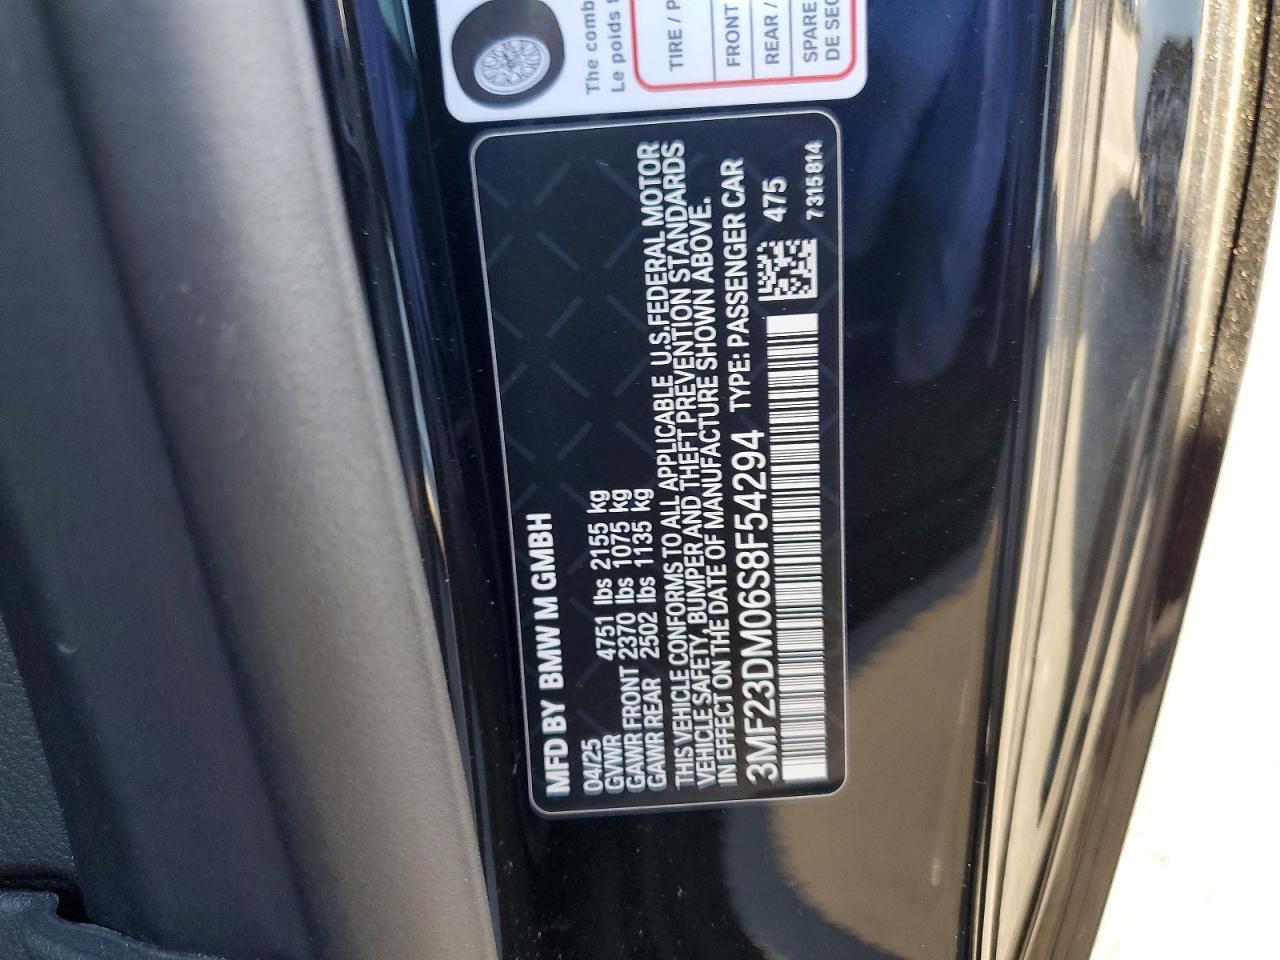 The comb
Le poids t
TIRE / P
FRONT
REAR /
SPARE
DE SEC
MFD BY BMW M GMBH
04/25
GVWR 4751 lbs 2155 kg
GAWR FRONT 2370 lbs 1075 kg
GAWR REAR 2502 lbs 1135 kg
THIS VEHICLE CONFORMS TO ALL APPLICABLE U.S.FEDERAL MOTOR
VEHICLE SAFETY, BUMPER AND THEFT PREVENTION STANDARDS
IN EFFECT ON THE DATE OF MANUFACTURE SHOWN ABOVE.
3MF23DM06S8F54294 TYPE: PASSENGER CAR
475
7315814